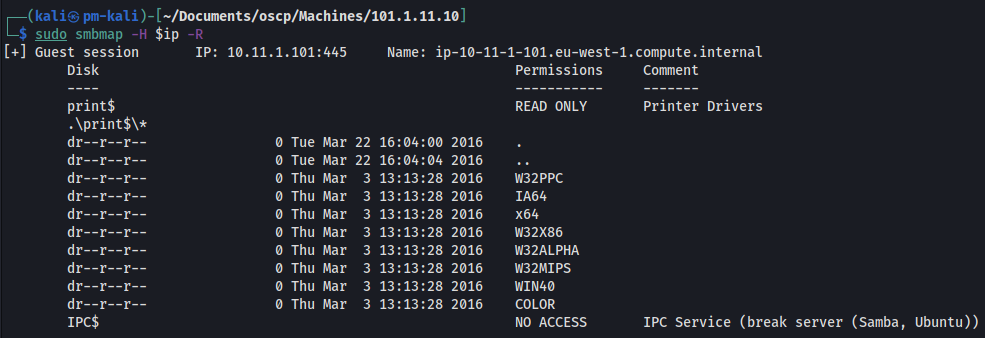 ┌──(kali㉿pm-kali)-[~/Documents/oscp/Machines/101.1.11.10]
└─$ sudo smbmap -H $ip -R
[+] Guest session       IP: 10.11.1.101:445     Name: ip-10-11-1-101.eu-west-1.compute.internal
Disk    Permissions     Comment
----    -----------     -------
print$  READ ONLY       Printer Drivers
.\print$\*
dr--r--r--                0 Tue Mar 22 16:04:00 2016    .
dr--r--r--                0 Tue Mar 22 16:04:04 2016    ..
dr--r--r--                0 Thu Mar  3 13:13:28 2016    W32PPC
dr--r--r--                0 Thu Mar  3 13:13:28 2016    IA64
dr--r--r--                0 Thu Mar  3 13:13:28 2016    x64
dr--r--r--                0 Thu Mar  3 13:13:28 2016    W32X86
dr--r--r--                0 Thu Mar  3 13:13:28 2016    W32ALPHA
dr--r--r--                0 Thu Mar  3 13:13:28 2016    W32MIPS
dr--r--r--                0 Thu Mar  3 13:13:28 2016    WIN40
dr--r--r--                0 Thu Mar  3 13:13:28 2016    COLOR
IPC$    NO ACCESS       IPC Service (break server (Samba, Ubuntu))